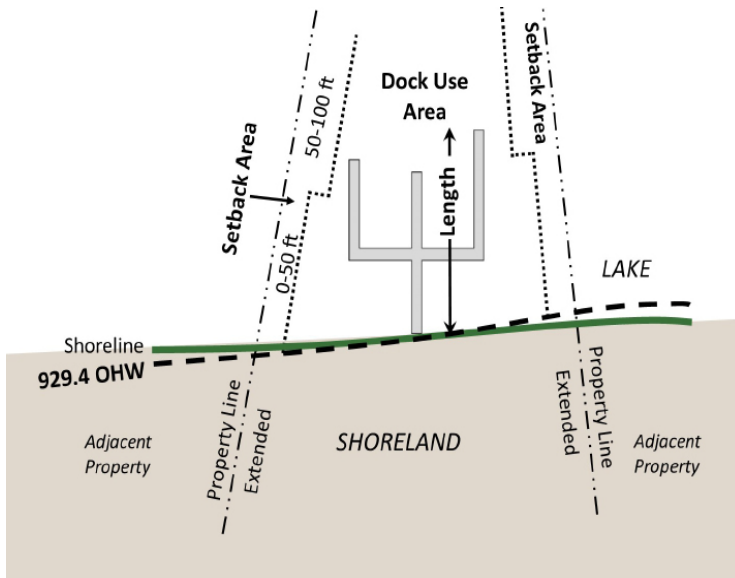 Dock Use
Area
Setback Area
50-100 ft
Setback Area
Length
0-50 ft
LAKE
Shoreline
929.4 OHW
Property Line
Extended
Property Line
Extended
Adjacent
Property
SHORELAND
Adjacent
Property